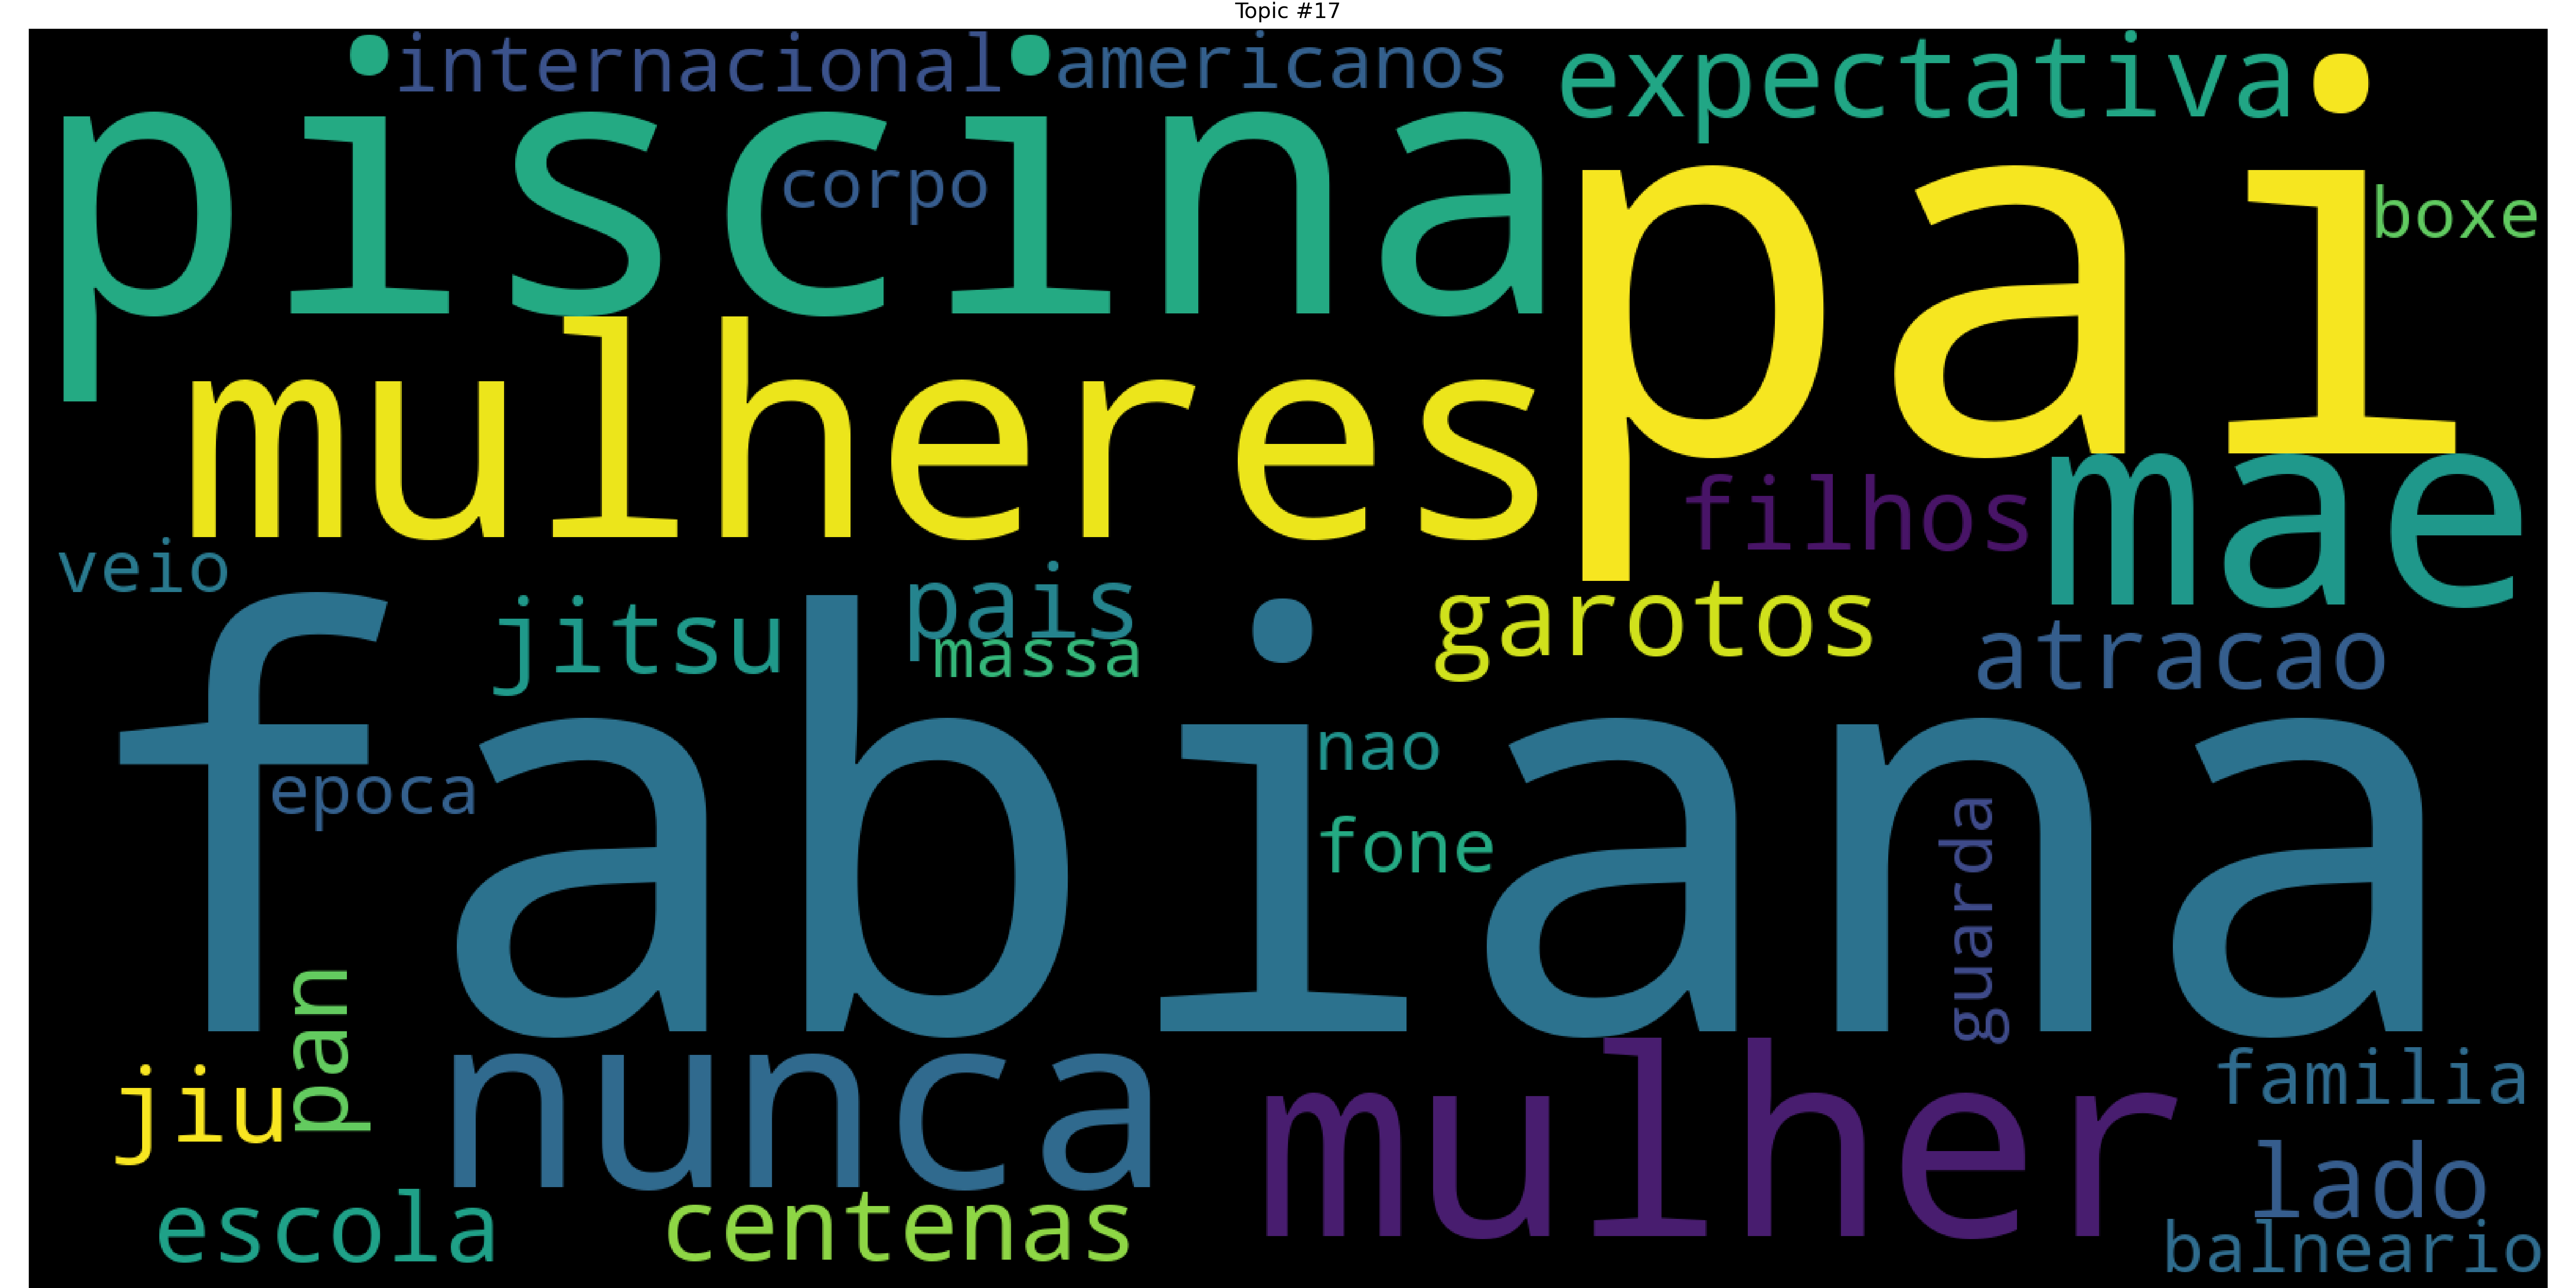 Topic #17
internacional
americanos
expectativa
piscina
corpo
pai
boxe
mulheres
filhos
mae
veio
jitsu
pais
massa
garotos
atracao
fabiana
nao
epoca
fone
guarda
pan
jiu
nunca
mulher
familia
lado
escola
centenas
balneario